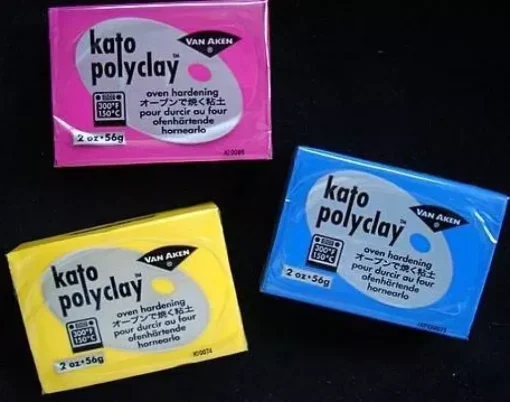 kato
polyclay™
VAN AKEN
oven hardening
オーブンで焼く粘土
pour durcir au four
ofenhärtende
hornearlo
300°F
150°C
2 oz•56g
kato
polyclay™
VAN AKEN
oven hardening
オーブンで焼く粘土
pour durcir au four
ofenhärtende
hornearlo
300°F
150°C
2 oz•56g
kato
polyclay™
VAN AKEN
oven hardening
オーブンで焼く粘土
pour durcir au four
ofenhärtende
hornearlo
300°F
150°C
2 oz•56g